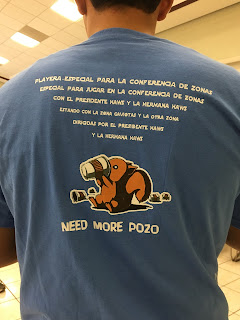 PLAYERA ESPECIAL PARA LA CONFERENCIA DE ZONAS
ESPECIAL PARA JUGAR EN LA CONFERENCIA DE ZONAS
CON EL PRESIDENTE HAWS Y LA HERMANA HAWS
ESTANDO CON LA ZONA GAVIOTAS Y LA OTRA ZONA
DIRIGIDAS POR EL PRESIDENTE HAWS
Y LA HERMANA HAWS
NEED MORE POZO